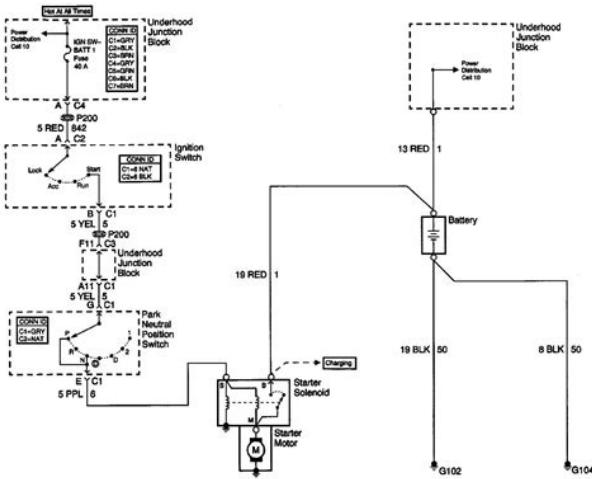 Hot At All Times
Underhood
Junction
Block
Power
Distribution
Cell 10
IGN SW-
BATT 1
Fuse
40 A
CONN ID
C1=GRY
C2=BLK
C3=BRN
C4=GRY
C5=GRN
C6=BLK
C7=BRN
A C4
P200
5 RED 842
A C2
Ignition
Switch
CONN ID
C1=8 NAT
C2=8 BLK
Lock
Acc
Run
Start
B C1
5 YEL 5
P200
F11 C3
Underhood
Junction
Block
A11 C1
5 YEL 5
G C1
Park
Neutral
Position
Switch
CONN ID
C1=GRY
C2=NAT
P
R
N
D
2
1
E C1
5 PPL 6
Underhood
Junction
Block
Power
Distribution
Cell 10
13 RED 1
Battery
19 RED 1
Charging
S
B
M
Starter
Solenoid
Starter
Motor
M
19 BLK 50
8 BLK 50
G102
G104